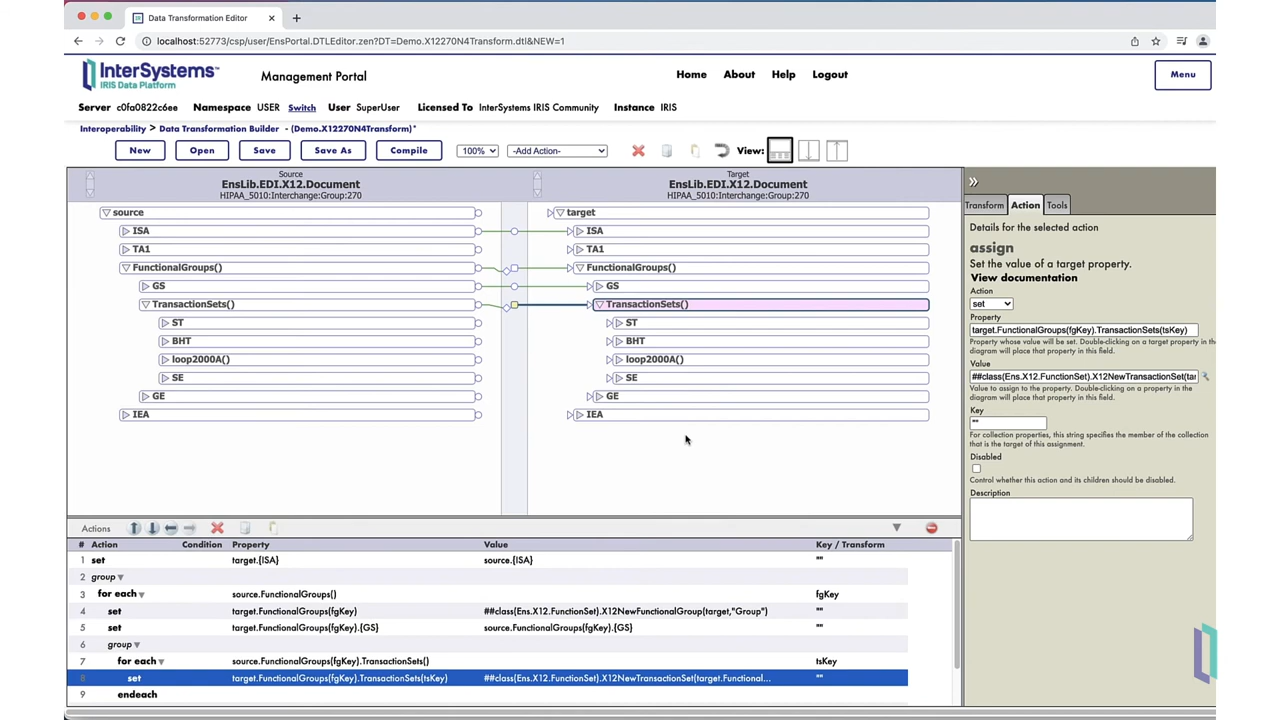 Data Transformation Editor
localhost:52773/csp/user/EnsPortal.DTLEditor.zen?DT=Demo.X12270N4Transform.dtl&NEW=1
InterSystems™
IRIS Data Platform
Management Portal
Home About Help Logout
Menu
Server c0fa0822c6ee Namespace USER Switch User SuperUser Licensed To InterSystems IRIS Community Instance IRIS
Interoperability > Data Transformation Builder - (Demo.X12270N4Transform)*
New Open Save Save As Compile 100% -Add Action- View:
Source
EnsLib.EDI.X12.Document
HIPAA_5010:Interchange:Group:270
Target
EnsLib.EDI.X12.Document
HIPAA_5010:Interchange:Group:270
source
ISA
TA1
FunctionalGroups()
GS
TransactionSets()
ST
BHT
loop2000A()
SE
GE
IEA
target
ISA
TA1
FunctionalGroups()
GS
TransactionSets()
ST
BHT
loop2000A()
SE
GE
IEA
»
Transform Action Tools
Details for the selected action
assign
Set the value of a target property.
View documentation
Action
set
Property
target.FunctionalGroups(fgKey).TransactionSets(tsKey)
Property whose value will be set. Double-clicking on a target property in the
diagram will place that property in this field.
Value
##class(Ens.X12.FunctionSet).X12NewTransactionSet(tar
Value to assign to the property. Double-clicking on a property in the
diagram will place that property in this field.
Key
""
For collection properties, this string specifies the member of the collection
that is the target of this assignment.
Disabled
Control whether this action and its children should be disabled.
Description
Actions
# Action Condition Property Value Key / Transform
1 set target.{ISA} source.{ISA} ""
2 group
3 for each source.FunctionalGroups() fgKey
4 set target.FunctionalGroups(fgKey) ##class(Ens.X12.FunctionSet).X12NewFunctionalGroup(target,"Group") ""
5 set target.FunctionalGroups(fgKey).{GS} source.FunctionalGroups(fgKey).{GS} ""
6 group
7 for each source.FunctionalGroups(fgKey).TransactionSets() tsKey
8 set target.FunctionalGroups(fgKey).TransactionSets(tsKey) ##class(Ens.X12.FunctionSet).X12NewTransactionSet(target.Functional... ""
9 endeach